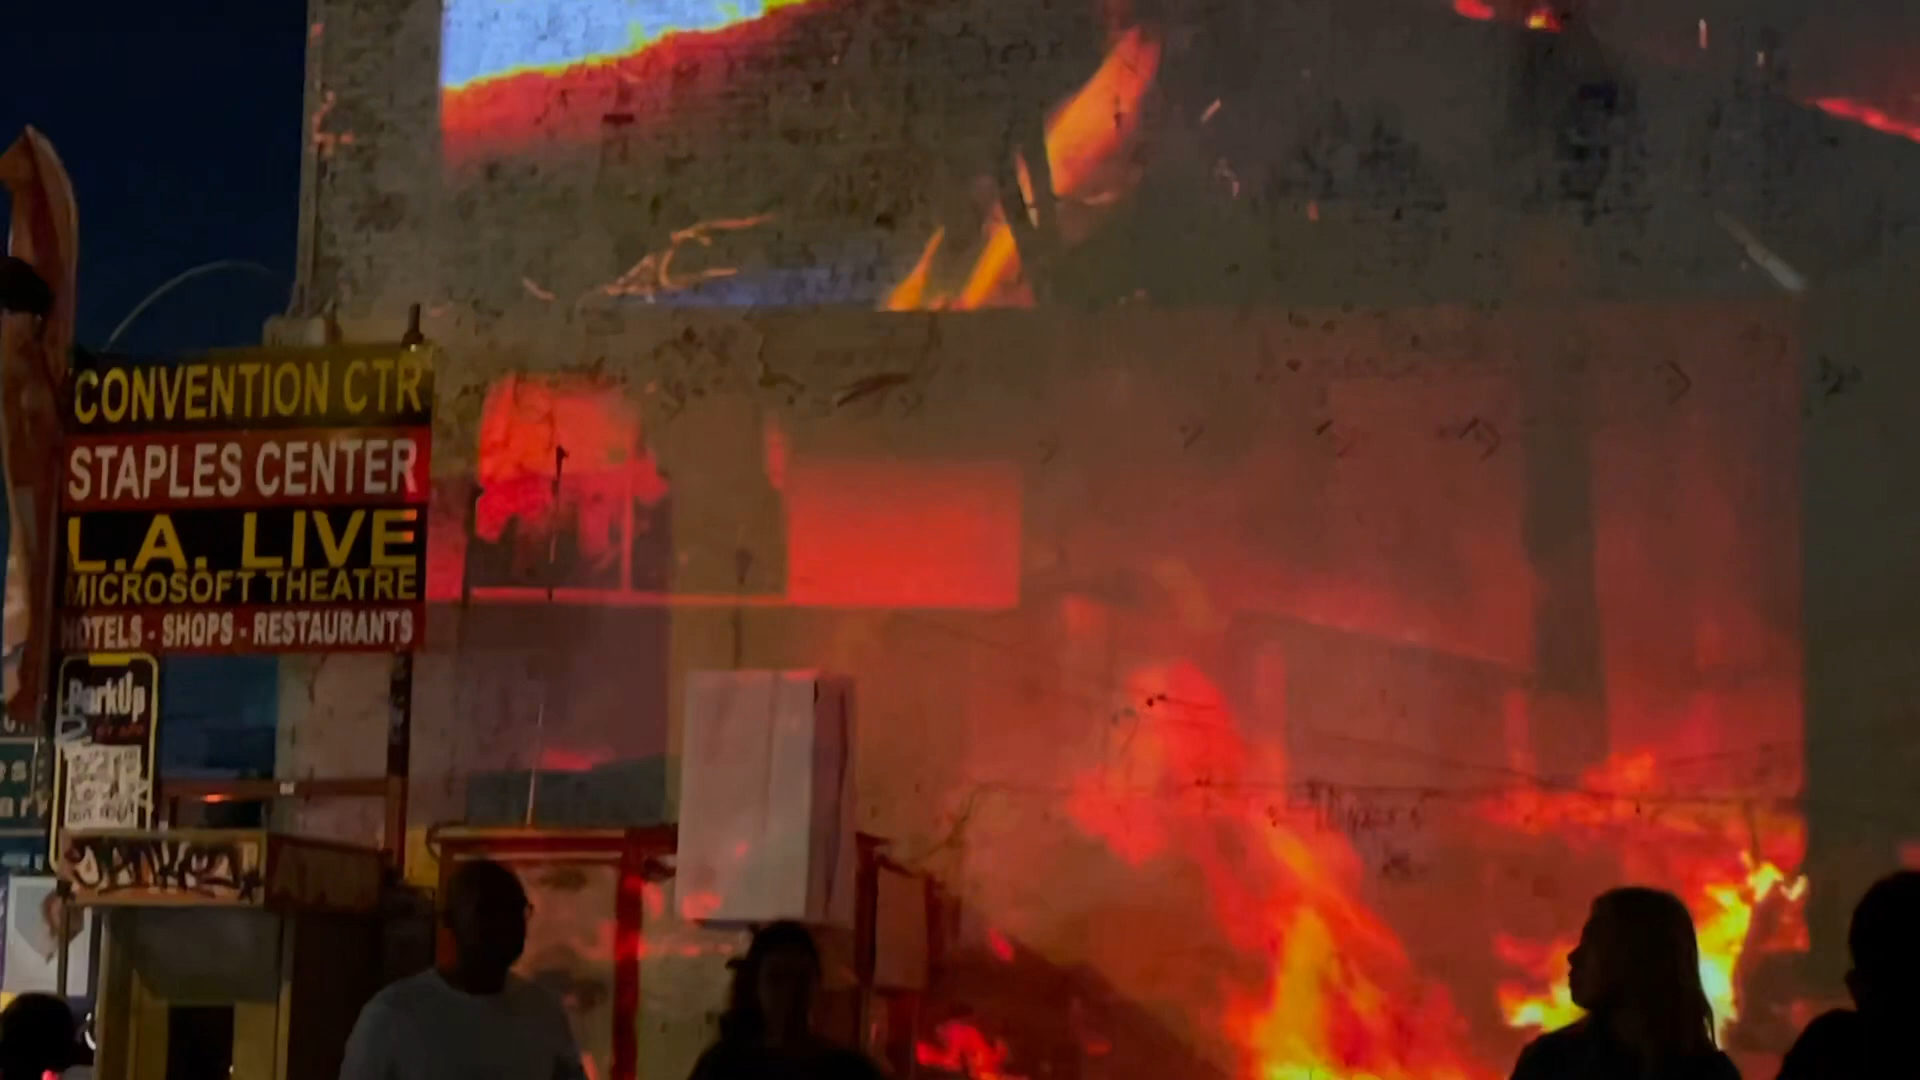 CONVENTION CTR
STAPLES CENTER
L.A. LIVE
MICROSOFT THEATRE
HOTELS - SHOPS - RESTAURANTS
ParkUp